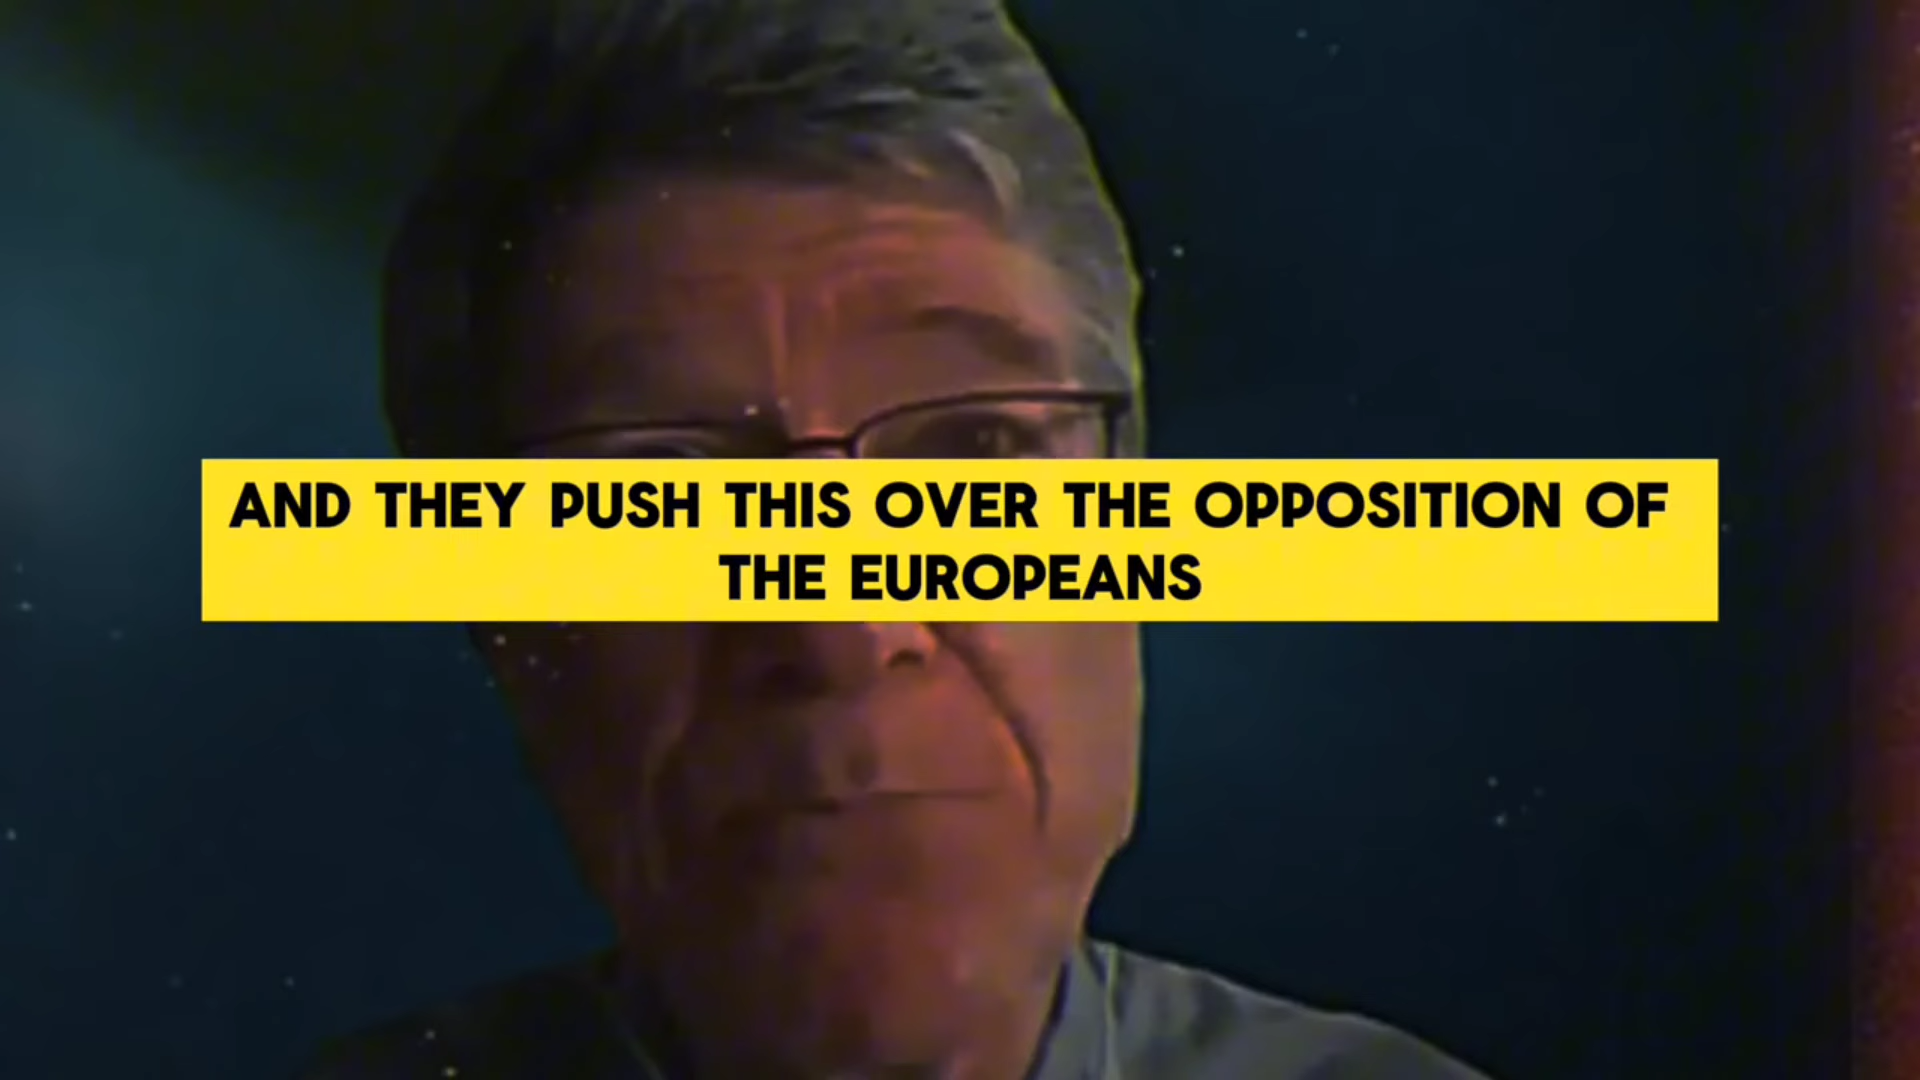 AND THEY PUSH THIS OVER THE OPPOSITION OF
THE EUROPEANS